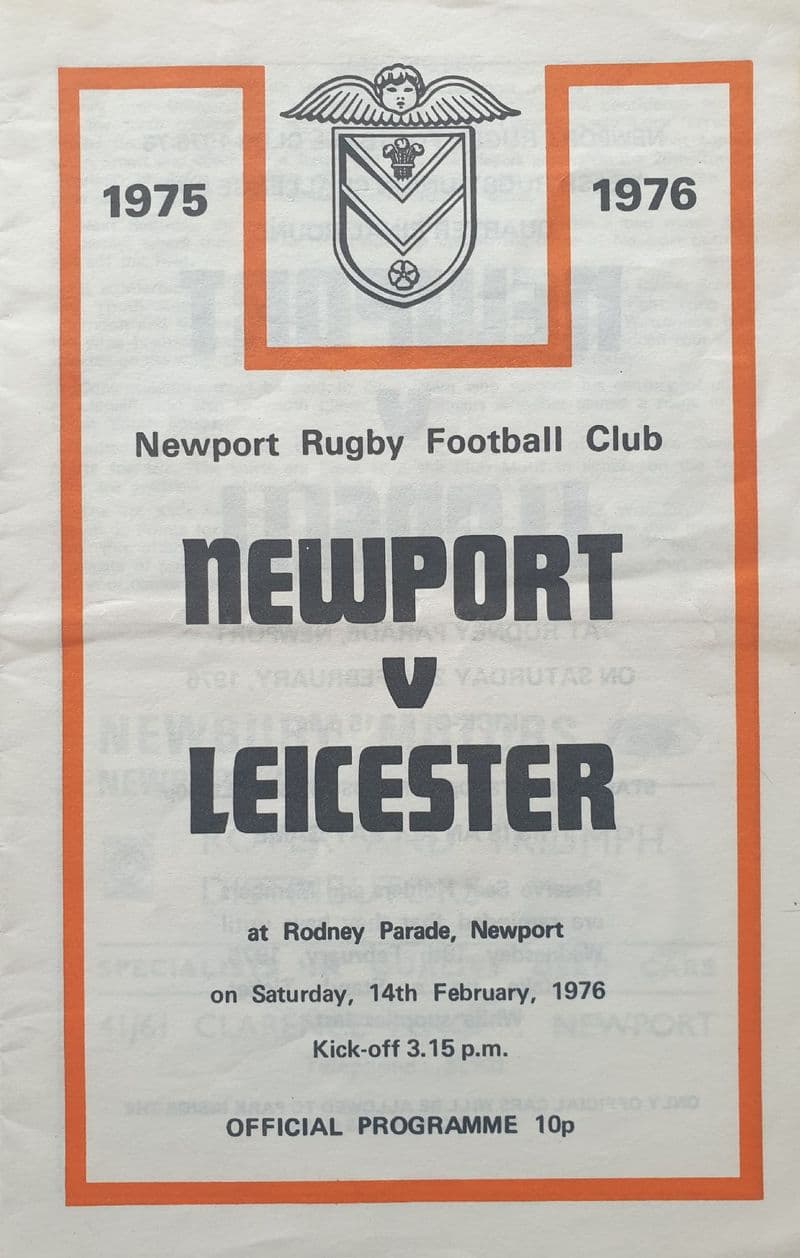 1975
1976
Newport Rugby Football Club
NEWPORT
V
LEICESTER
at Rodney Parade, Newport
on Saturday, 14th February, 1976
Kick-off 3.15 p.m.
OFFICIAL PROGRAMME 10p